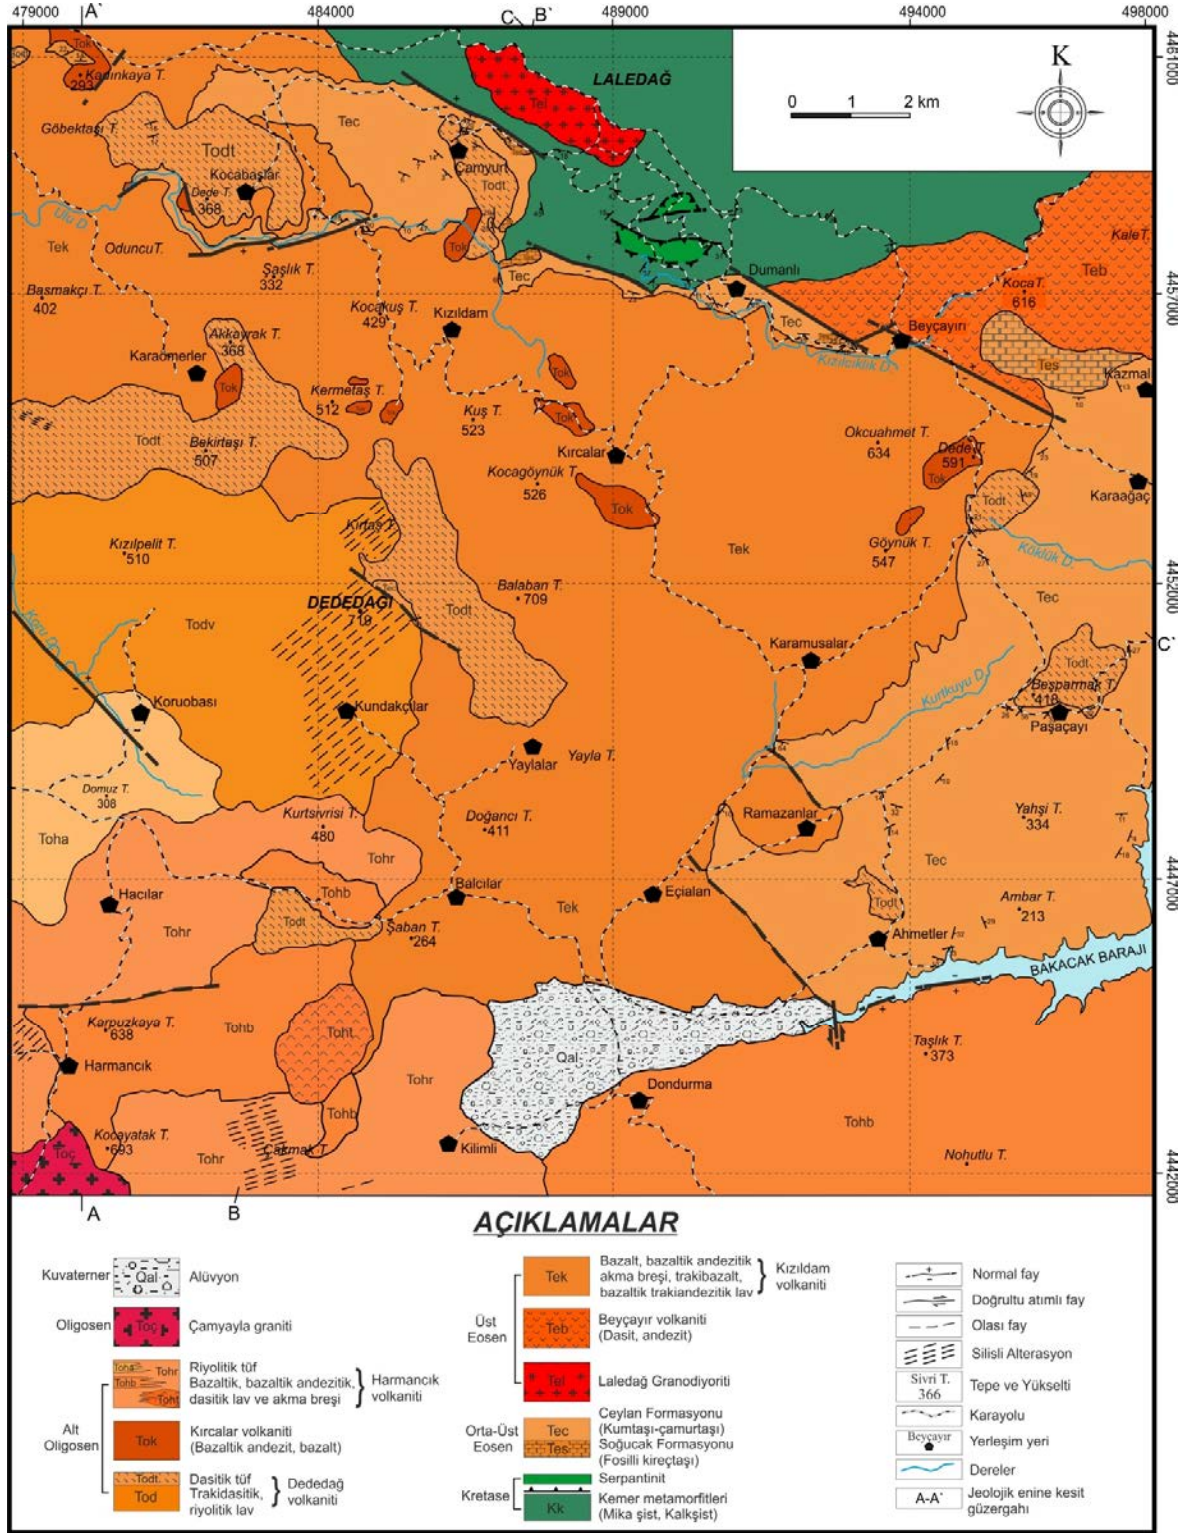 479000 A' 484000 C B' 489000 494000 498000
4461000
4457000
4452000
4447000
4442000
K
0 1 2 km
LALEDAĞ
Tel
Tok
Kadınkaya T.
293
Göbektaşı T.
Todt
Kocabaşlar
Dede T.
368
Tec
Çamyurt
Todt
Ulu D.
Tek
Oduncu T.
Şaşlık T.
332
Tok
Tec
Dumanlı
Kale T.
Teb
Koca T.
616
Basmakçı T.
402
Kocakuş T.
429
Kızıldam
Tec
Beyçayırı
Kızılcıklık D.
Akkayrak T.
368
Karaömerler
Tok
Tok
Tes
Kazmal
Kermetaş T.
512
Kuş T.
523
Tok
Todt
Bekirtaşı T.
507
Kırcalar
Okcuahmet T.
634
Dede T.
591
Tok
Kocagöynük T.
526
Karaağaç
Todt
Tok
Kırtaş T.
Kızılpelit T.
510
Tek
Göynük T.
547
Köklük D.
Balaban T.
709
DEDEDAĞI
719
Todt
Tec
Todv
Koru D.
Karamusalar
C'
Todt
Beşparmak T.
418
Kurtkuyu D.
Paşaçayı
Koruobası
Kundakçılar
Yaylalar
Yayla T.
Domuz T.
308
Kurtsivrisi T.
480
Doğancı T.
411
Ramazanlar
Yahşi T.
334
Toha
Tohr
Tec
Hacılar
Tohb
Balcılar
Eçialan
Todt
Tek
Todt
Ambar T.
213
Tohr
Şaban T.
264
Ahmetler
BAKACAK BARAJI
Karpuzkaya T.
638
Tohb
Toht
Qal
Taşlık T.
373
Harmancık
Tohr
Dondurma
Tohb
Tohb
Kocayatak T.
693
Toç
Tohr
Çakmak T.
Kilimli
Nohutlu T.
A
B
AÇIKLAMALAR
Kuvaterner
Qal
Alüvyon
Oligosen
Toç
Çamyayla graniti
Alt
Oligosen
Toha Tohr
Tohb
Toht
Riyolitik tüf
Bazaltik, bazaltik andezitik,
dasitik lav ve akma breşi
Harmancık
volkaniti
Tok
Kırcalar volkaniti
(Bazaltik andezit, bazalt)
Todt
Tod
Dasitik tüf
Trakidasitik,
riyolitik lav
Dededağ
volkaniti
Üst
Eosen
Tek
Bazalt, bazaltik andezitik
akma breşi, trakibazalt,
bazaltik trakiandezitik lav
Kızıldam
volkaniti
Teb
Beyçayır volkaniti
(Dasit, andezit)
Tel
Laledağ Granodiyoriti
Orta-Üst
Eosen
Tec
Tes
Ceylan Formasyonu
(Kumtaşı-çamurtaşı)
Soğucak Formasyonu
(Fosilli kireçtaşı)
Kretase
Serpantinit
Kk
Kemer metamorfitleri
(Mika şist, Kalkşist)
Normal fay
Doğrultu atımlı fay
Olası fay
Silisli Alterasyon
Sivri T.
366
Tepe ve Yükselti
Karayolu
Beyçayır
Yerleşim yeri
Dereler
A-A'
Jeolojik enine kesit
güzergahı